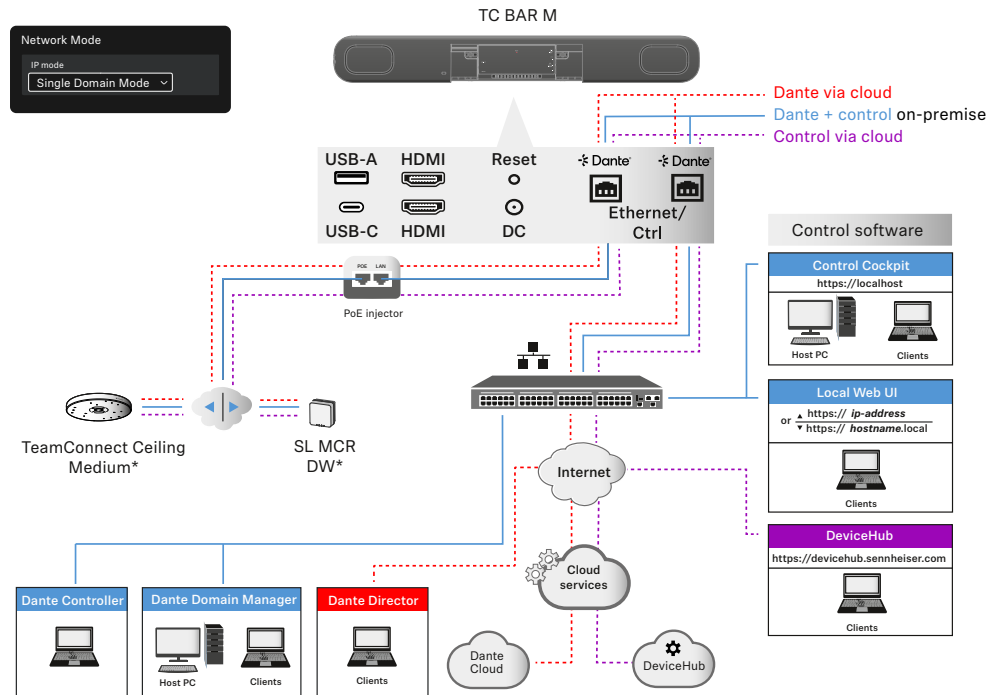 TC BAR M
Network Mode
IP mode
Single Domain Mode
Dante via cloud
Dante + control on-premise
Control via cloud
USB-A HDMI Reset Dante Dante
USB-C HDMI DC Ethernet/
Ctrl
Control software
POE LAN
PoE injector
Control Cockpit
https://localhost
Host PC Clients
Local Web UI
or https:// ip-address
https:// hostname.local
Clients
TeamConnect Ceiling
Medium*
SL MCR
DW*
Internet
DeviceHub
https://devicehub.sennheiser.com
Clients
Cloud
services
Dante Controller
Dante Domain Manager
Host PC Clients
Dante Director
Clients
Dante
Cloud
DeviceHub